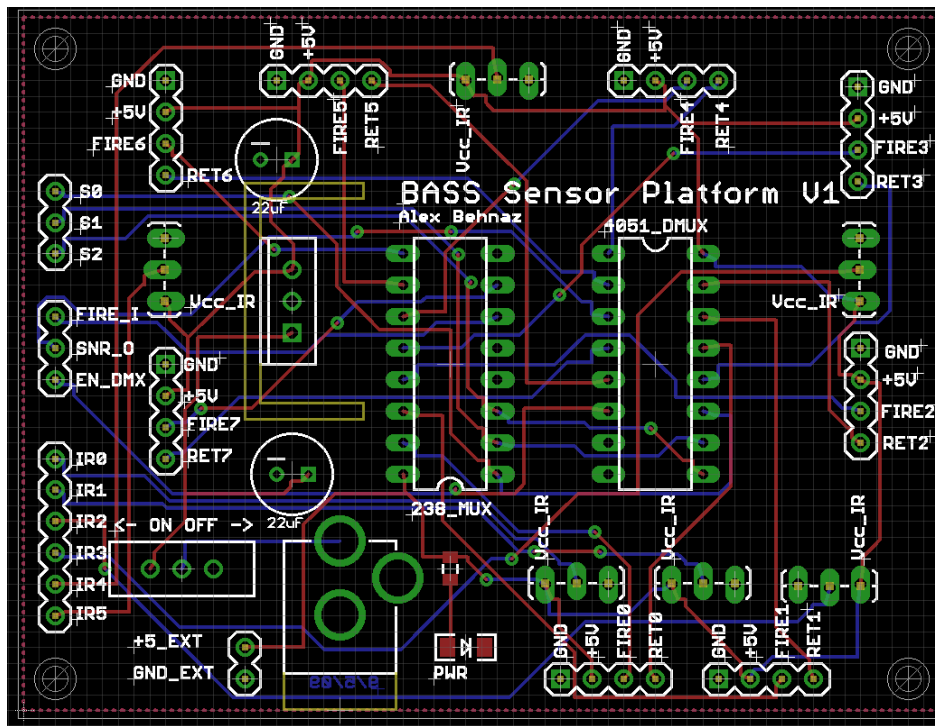 GND
+5V
FIRE6
RET6
GND
+5V
FIRE5
RET5
Vcc_IR
GND
+5V
FIRE4
RET4
GND
+5V
FIRE3
RET3
S0
S1
S2
22uF
BASS Sensor Platform V1
Alex Behnaz
4051_DMUX
Vcc_IR
Vcc_IR
FIRE_I
SNR_O
EN_DMX
GND
+5V
FIRE7
RET7
GND
+5V
FIRE2
RET2
IR0
IR1
IR2
IR3
IR4
IR5
<- ON OFF ->
22uF
238_MUX
Vcc_IR
Vcc_IR
Vcc_IR
+5_EXT
GND_EXT
PWR
9/6/09
GND
+5V
FIRE0
RET0
GND
+5V
FIRE1
RET1